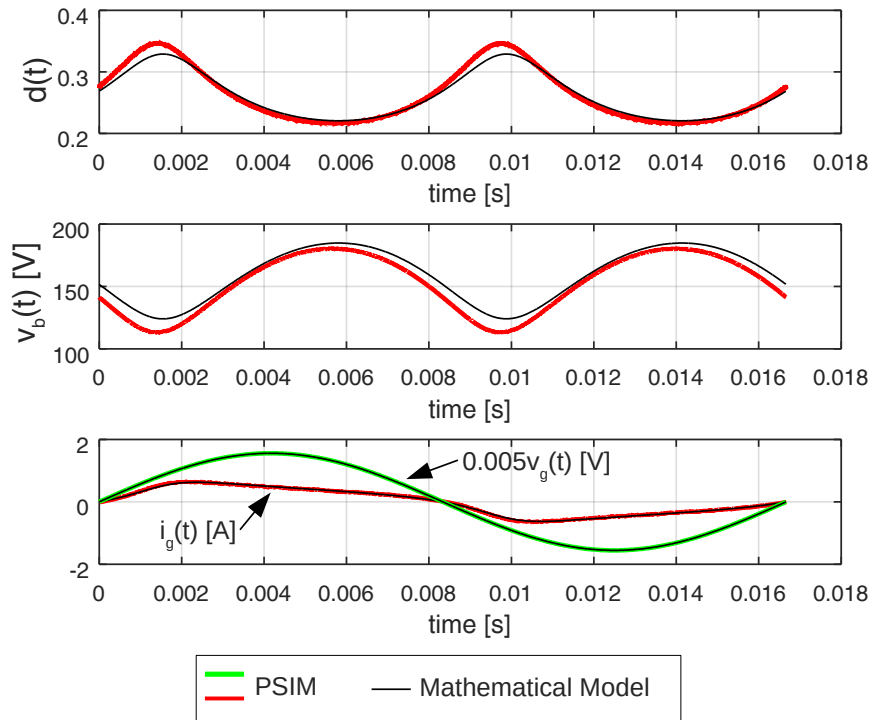 0.4
0.3
0.2
d(t)
0 0.002 0.004 0.006 0.008 0.01 0.012 0.014 0.016 0.018
time [s]
200
150
100
v_b(t) [V]
0 0.002 0.004 0.006 0.008 0.01 0.012 0.014 0.016 0.018
time [s]
2
0
-2
0.005v_g(t) [V]
i_g(t) [A]
0 0.002 0.004 0.006 0.008 0.01 0.012 0.014 0.016 0.018
time [s]
PSIM Mathematical Model